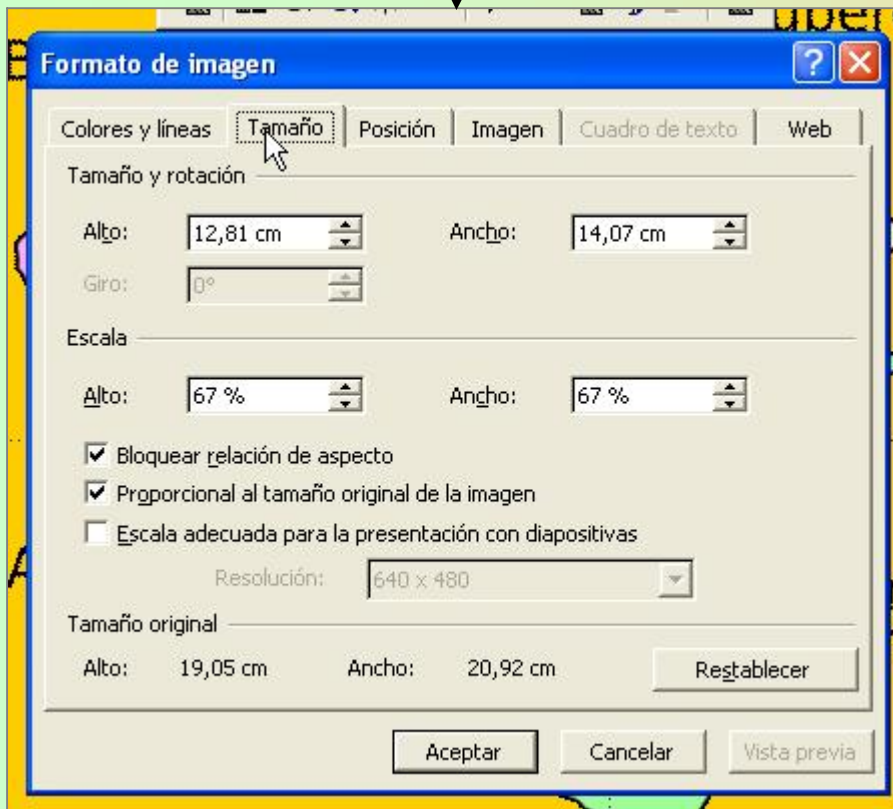 Formato de imagen
Colores y líneas Tamaño Posición Imagen Cuadro de texto Web
Tamaño y rotación
Alto: 12,81 cm Ancho: 14,07 cm
Giro: 0°
Escala
Alto: 67 % Ancho: 67 %
Bloquear relación de aspecto
Proporcional al tamaño original de la imagen
Escala adecuada para la presentación con diapositivas
Resolución: 640 x 480
Tamaño original
Alto: 19,05 cm Ancho: 20,92 cm Restablecer
Aceptar Cancelar Vista previa